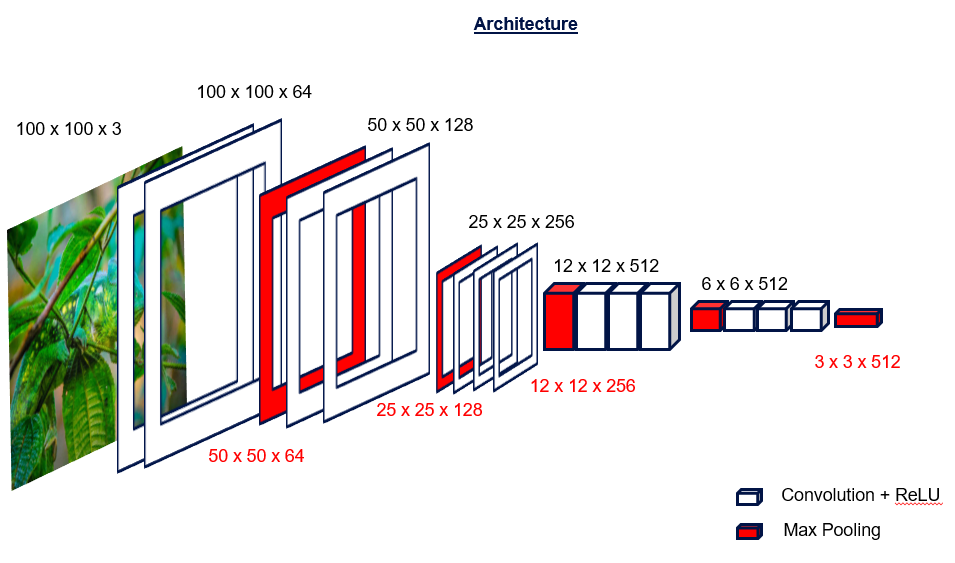 Architecture
100 x 100 x 3
100 x 100 x 64
50 x 50 x 128
25 x 25 x 256
12 x 12 x 512
6 x 6 x 512
50 x 50 x 64
25 x 25 x 128
12 x 12 x 256
3 x 3 x 512
Convolution + ReLU
Max Pooling